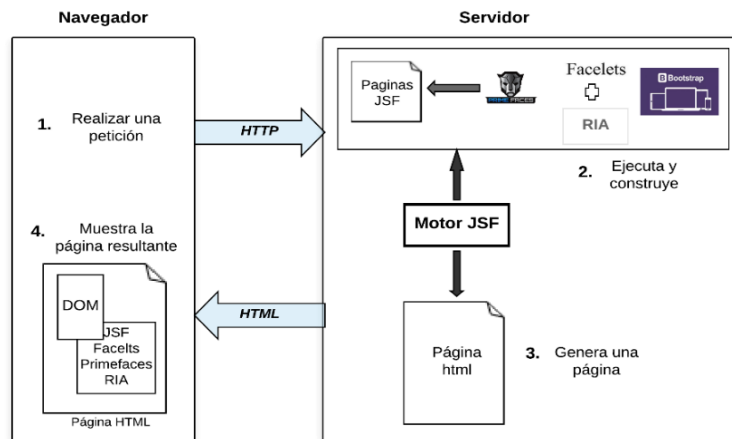 Navegador
Servidor
1. Realizar una
petición
HTTP
Paginas
JSF
PRIMEFACES
Facelets
RIA
B Bootstrap
2. Ejecuta y
construye
Motor JSF
4. Muestra la
página resultante
DOM
JSF
Facelts
Primefaces
RIA
Página HTML
HTML
Página
html
3. Genera una
página